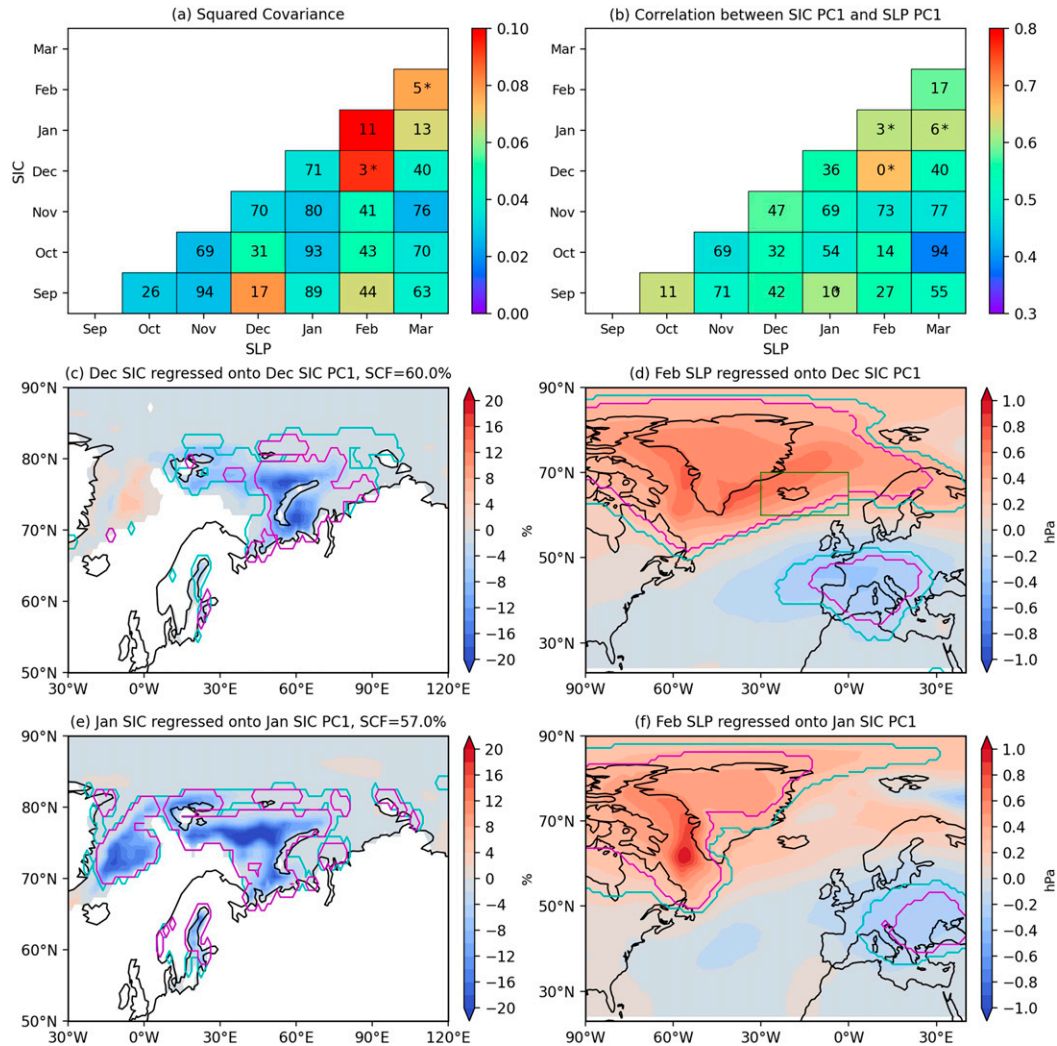 (a) Squared Covariance
Mar
Feb
Jan
Dec
Nov
Oct
Sep
SIC
5*
11 13
71 3* 40
70 80 41 76
69 31 93 43 70
26 94 17 89 44 63
Sep Oct Nov Dec Jan Feb Mar
SLP
0.10
0.08
0.06
0.04
0.02
0.00
(b) Correlation between SIC PC1 and SLP PC1
Mar
Feb
Jan
Dec
Nov
Oct
Sep
17
3* 6*
36 0* 40
47 69 73 77
69 32 54 14 94
11 71 42 10* 27 55
Sep Oct Nov Dec Jan Feb Mar
SLP
0.8
0.7
0.6
0.5
0.4
0.3
(c) Dec SIC regressed onto Dec SIC PC1, SCF=60.0%
90°N
80°N
70°N
60°N
50°N
30°W 0°W 30°E 60°E 90°E 120°E
20
16
12
8
4
0
−4
−8
−12
−16
−20
%
(d) Feb SLP regressed onto Dec SIC PC1
90°N
70°N
50°N
30°N
90°W 60°W 30°W 0°W 30°E
1.0
0.8
0.6
0.4
0.2
0.0
−0.2
−0.4
−0.6
−0.8
−1.0
hPa
(e) Jan SIC regressed onto Jan SIC PC1, SCF=57.0%
90°N
80°N
70°N
60°N
50°N
30°W 0°W 30°E 60°E 90°E 120°E
20
16
12
8
4
0
−4
−8
−12
−16
−20
%
(f) Feb SLP regressed onto Jan SIC PC1
90°N
70°N
50°N
30°N
90°W 60°W 30°W 0°W 30°E
1.0
0.8
0.6
0.4
0.2
0.0
−0.2
−0.4
−0.6
−0.8
−1.0
hPa